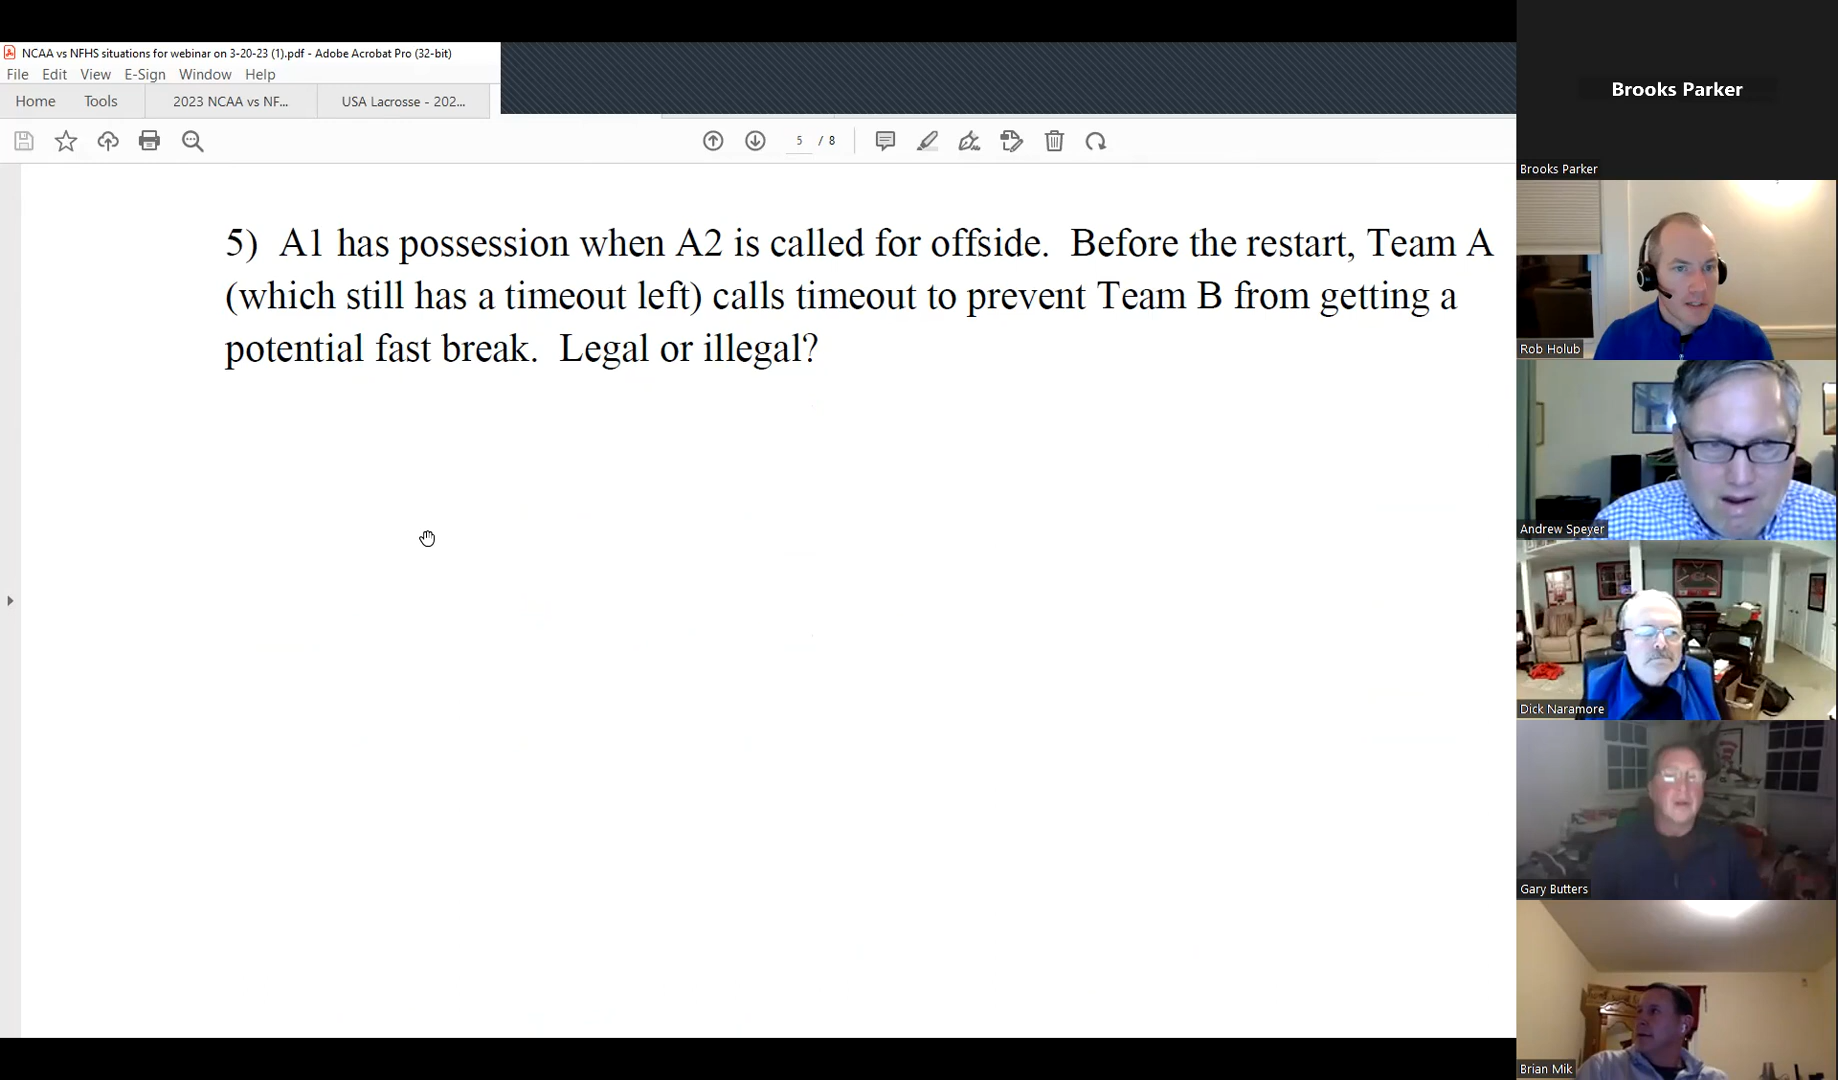 NCAA vs NFHS situations for webinar on 3-20-23 (1).pdf - Adobe Acrobat Pro (32-bit)
File Edit View E-Sign Window Help
Home Tools 2023 NCAA vs NF... USA Lacrosse - 202...
5 / 8
5) A1 has possession when A2 is called for offside. Before the restart, Team A
(which still has a timeout left) calls timeout to prevent Team B from getting a
potential fast break. Legal or illegal?
Brooks Parker
Brooks Parker
Rob Holub
Andrew Speyer
Dick Naramore
Gary Butters
Brian Mik